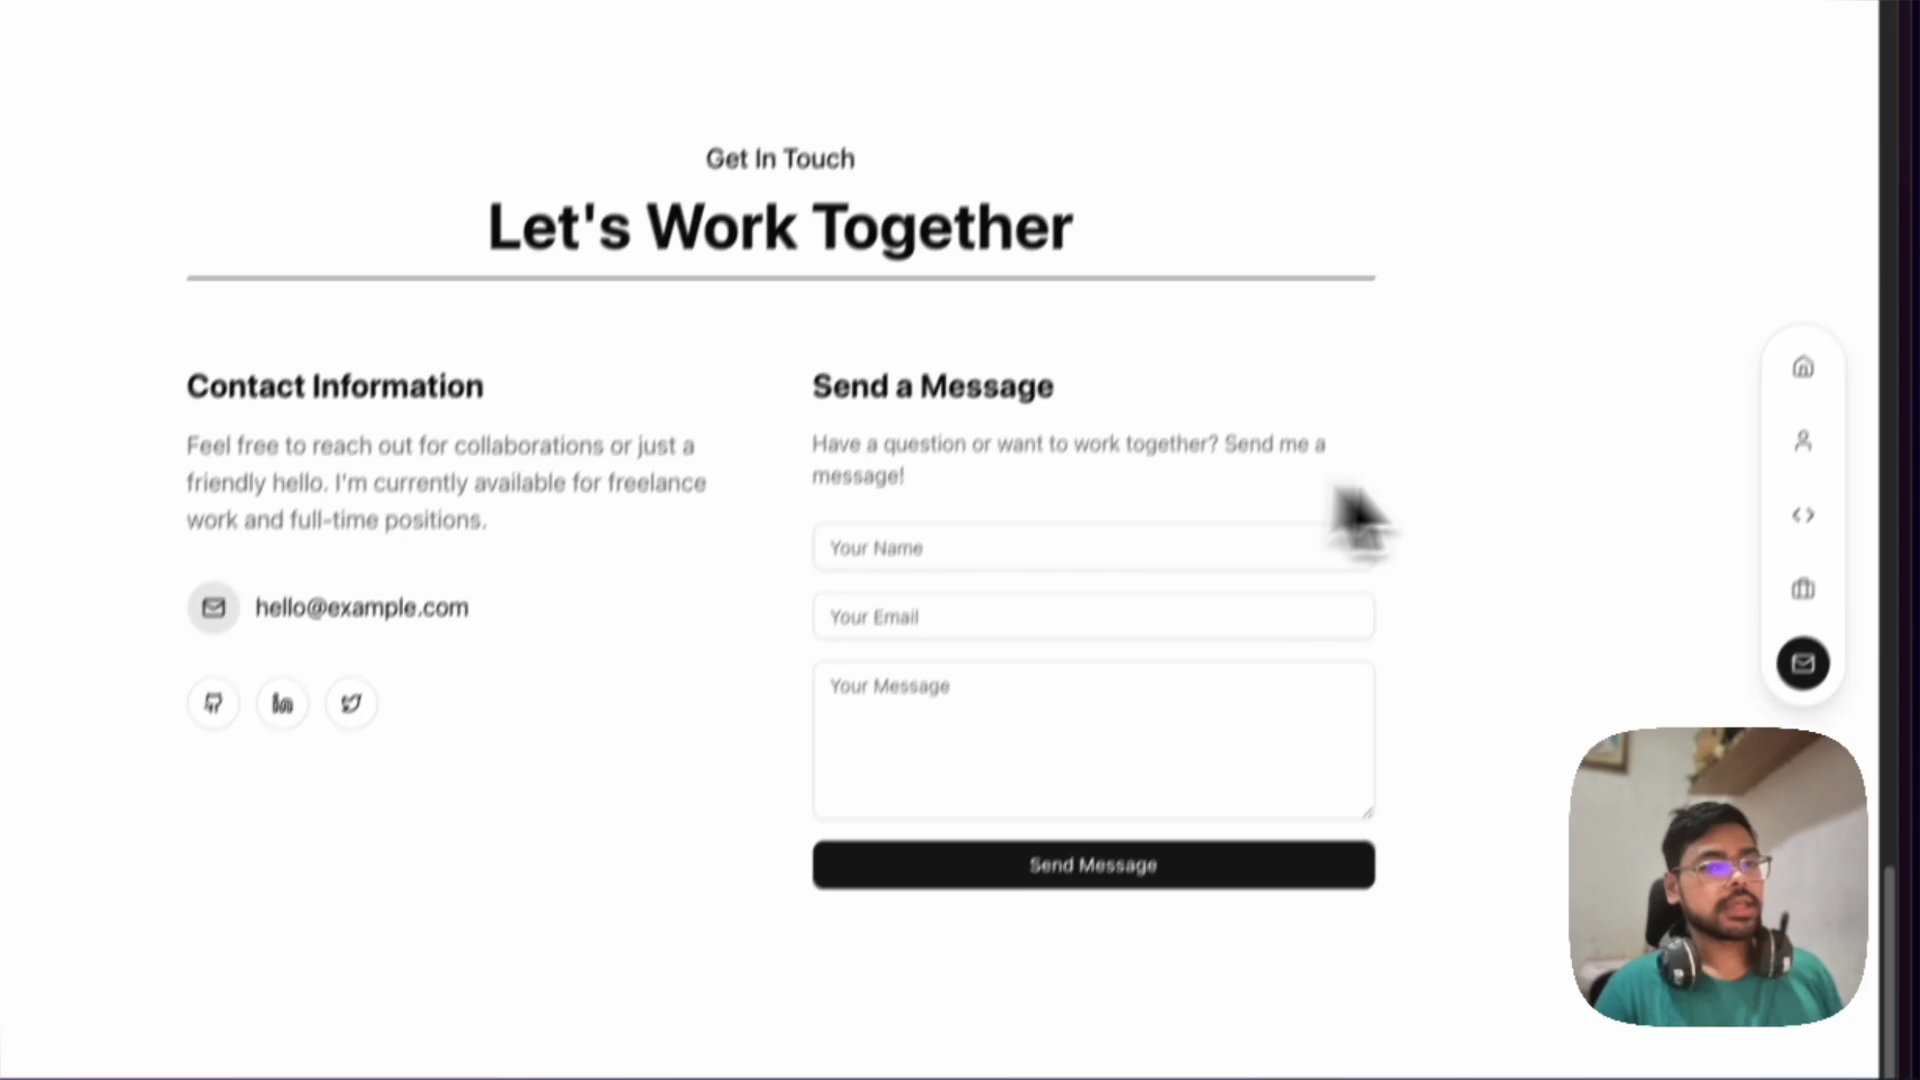 Get In Touch
Let's Work Together
Contact Information
Feel free to reach out for collaborations or just a
friendly hello. I'm currently available for freelance
work and full-time positions.
hello@example.com
Send a Message
Have a question or want to work together? Send me a
message!
Your Name
Your Email
Your Message
Send Message